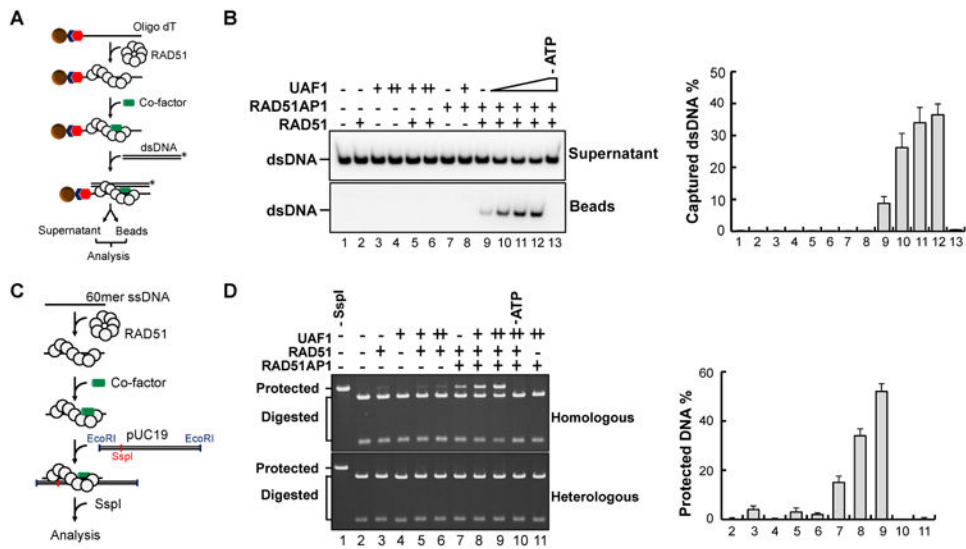 A
Oligo dT
RAD51
Co-factor
dsDNA
*
*
Supernatant Beads
Analysis
B
- ATP
UAF1 - - + ++ + ++ - + -
RAD51AP1 - - - - - - + + + + + + +
RAD51 - + - - + + - - + + + + +
dsDNA
Supernatant
dsDNA
Beads
1 2 3 4 5 6 7 8 9 10 11 12 13
Captured dsDNA %
50
40
30
20
10
0
1 2 3 4 5 6 7 8 9 10 11 12 13
C
60mer ssDNA
RAD51
Co-factor
EcoRI pUC19 EcoRI
SspI
SspI
Analysis
D
- SspI
-ATP
UAF1 - - + + ++ - + ++ ++ ++
RAD51 - + - + + + + + + -
RAD51AP1 - - - - - + + + + +
Protected
Digested
Homologous
Protected
Digested
Heterologous
1 2 3 4 5 6 7 8 9 10 11
Protected DNA %
60
40
20
0
2 3 4 5 6 7 8 9 10 11